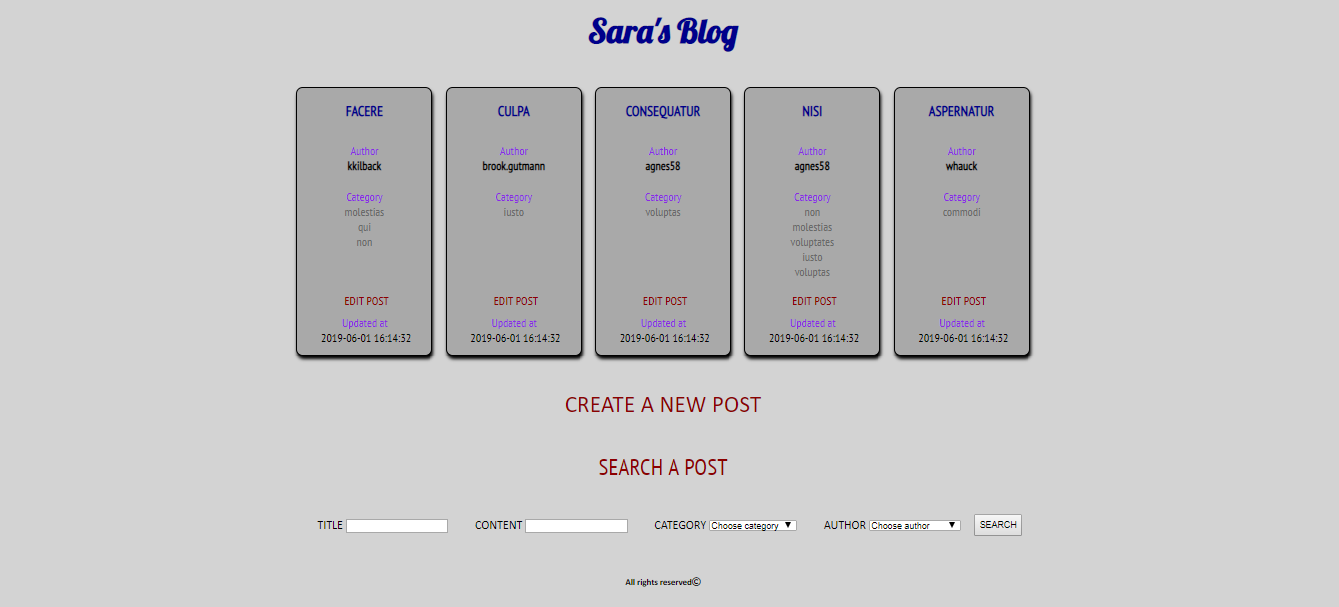 Sara's Blog
FACERE
Author
kkilback
Category
molestias
qui
non
EDIT POST
Updated at
2019-06-01 16:14:32
CULPA
Author
brook.gutmann
Category
iusto
EDIT POST
Updated at
2019-06-01 16:14:32
CONSEQUATUR
Author
agnes58
Category
voluptas
EDIT POST
Updated at
2019-06-01 16:14:32
NISI
Author
agnes58
Category
non
molestias
voluptates
iusto
voluptas
EDIT POST
Updated at
2019-06-01 16:14:32
ASPERNATUR
Author
whauck
Category
commodi
EDIT POST
Updated at
2019-06-01 16:14:32
CREATE A NEW POST
SEARCH A POST
TITLE CONTENT CATEGORY Choose category AUTHOR Choose author SEARCH
All rights reserved©